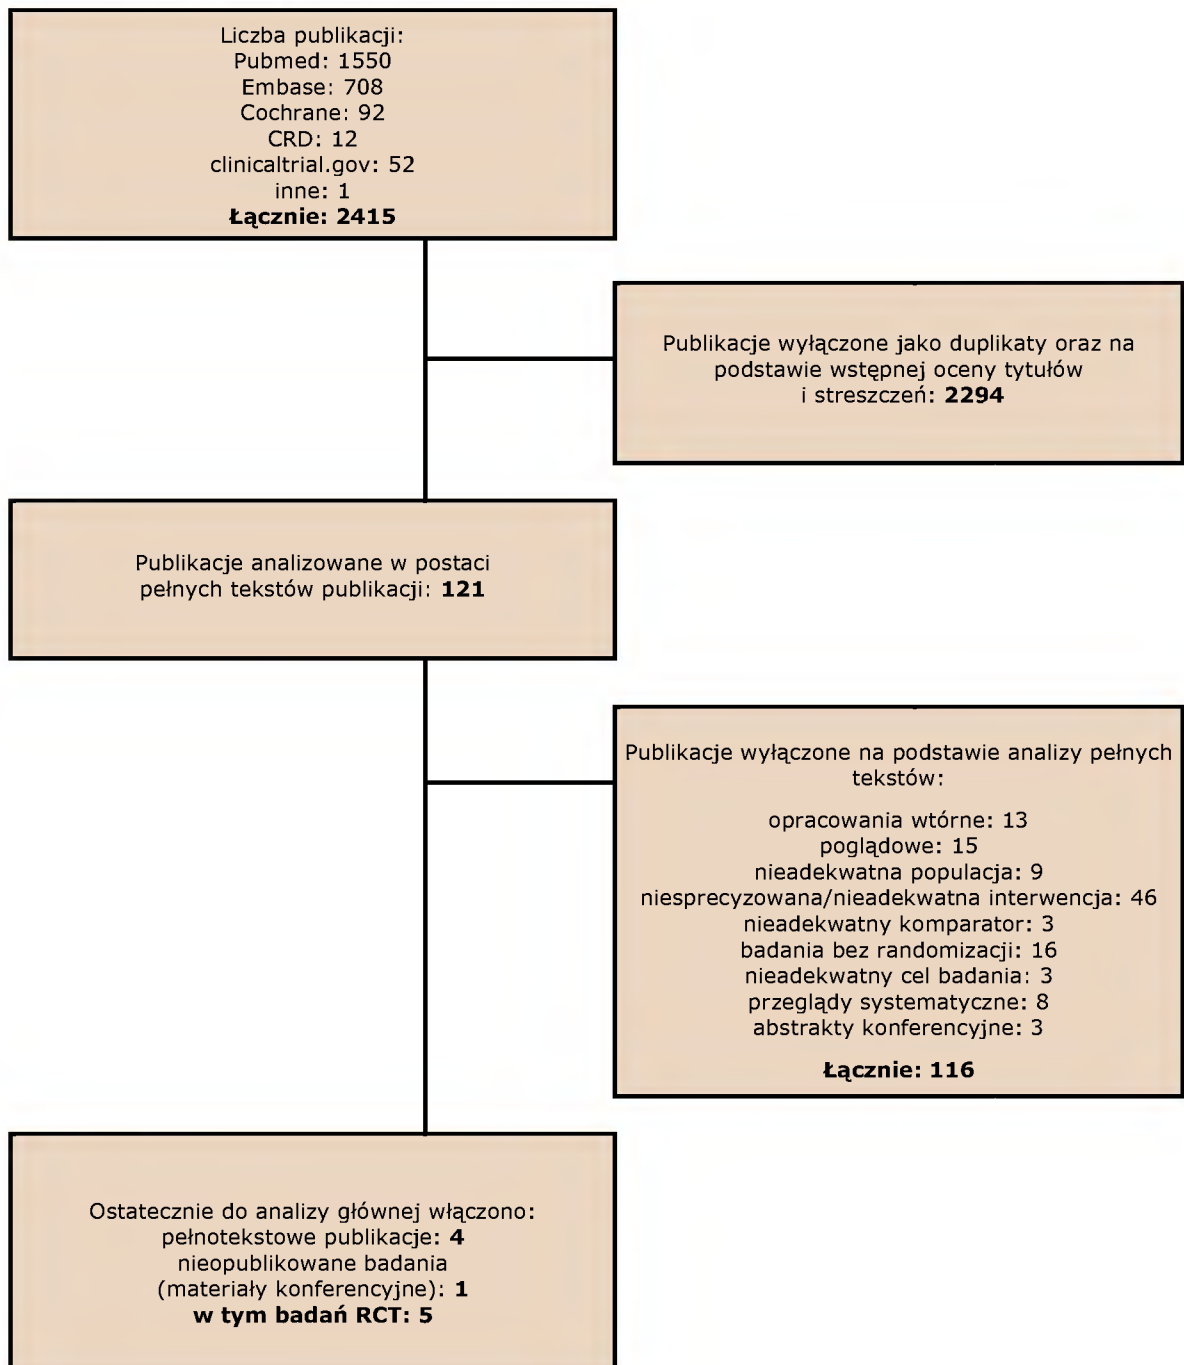 Liczba publikacji:
Pubmed: 1550
Embase: 708
Cochrane: 92
CRD: 12
clinicaltrial.gov: 52
inne: 1
Łącznie: 2415
Publikacje wyłączone jako duplikaty oraz na
podstawie wstępnej oceny tytułów
i streszczeń: 2294
Publikacje analizowane w postaci
pełnych tekstów publikacji: 121
Publikacje wyłączone na podstawie analizy pełnych
tekstów:
opracowania wtórne: 13
poglądowe: 15
nieadekwatna populacja: 9
niesprecyzowana/nieadekwatna interwencja: 46
nieadekwatny komparator: 3
badania bez randomizacji: 16
nieadekwatny cel badania: 3
przeglądy systematyczne: 8
abstrakty konferencyjne: 3
Łącznie: 116
Ostatecznie do analizy głównej włączono:
pełnotekstowe publikacje: 4
nieopublikowane badania
(materiały konferencyjne): 1
w tym badań RCT: 5